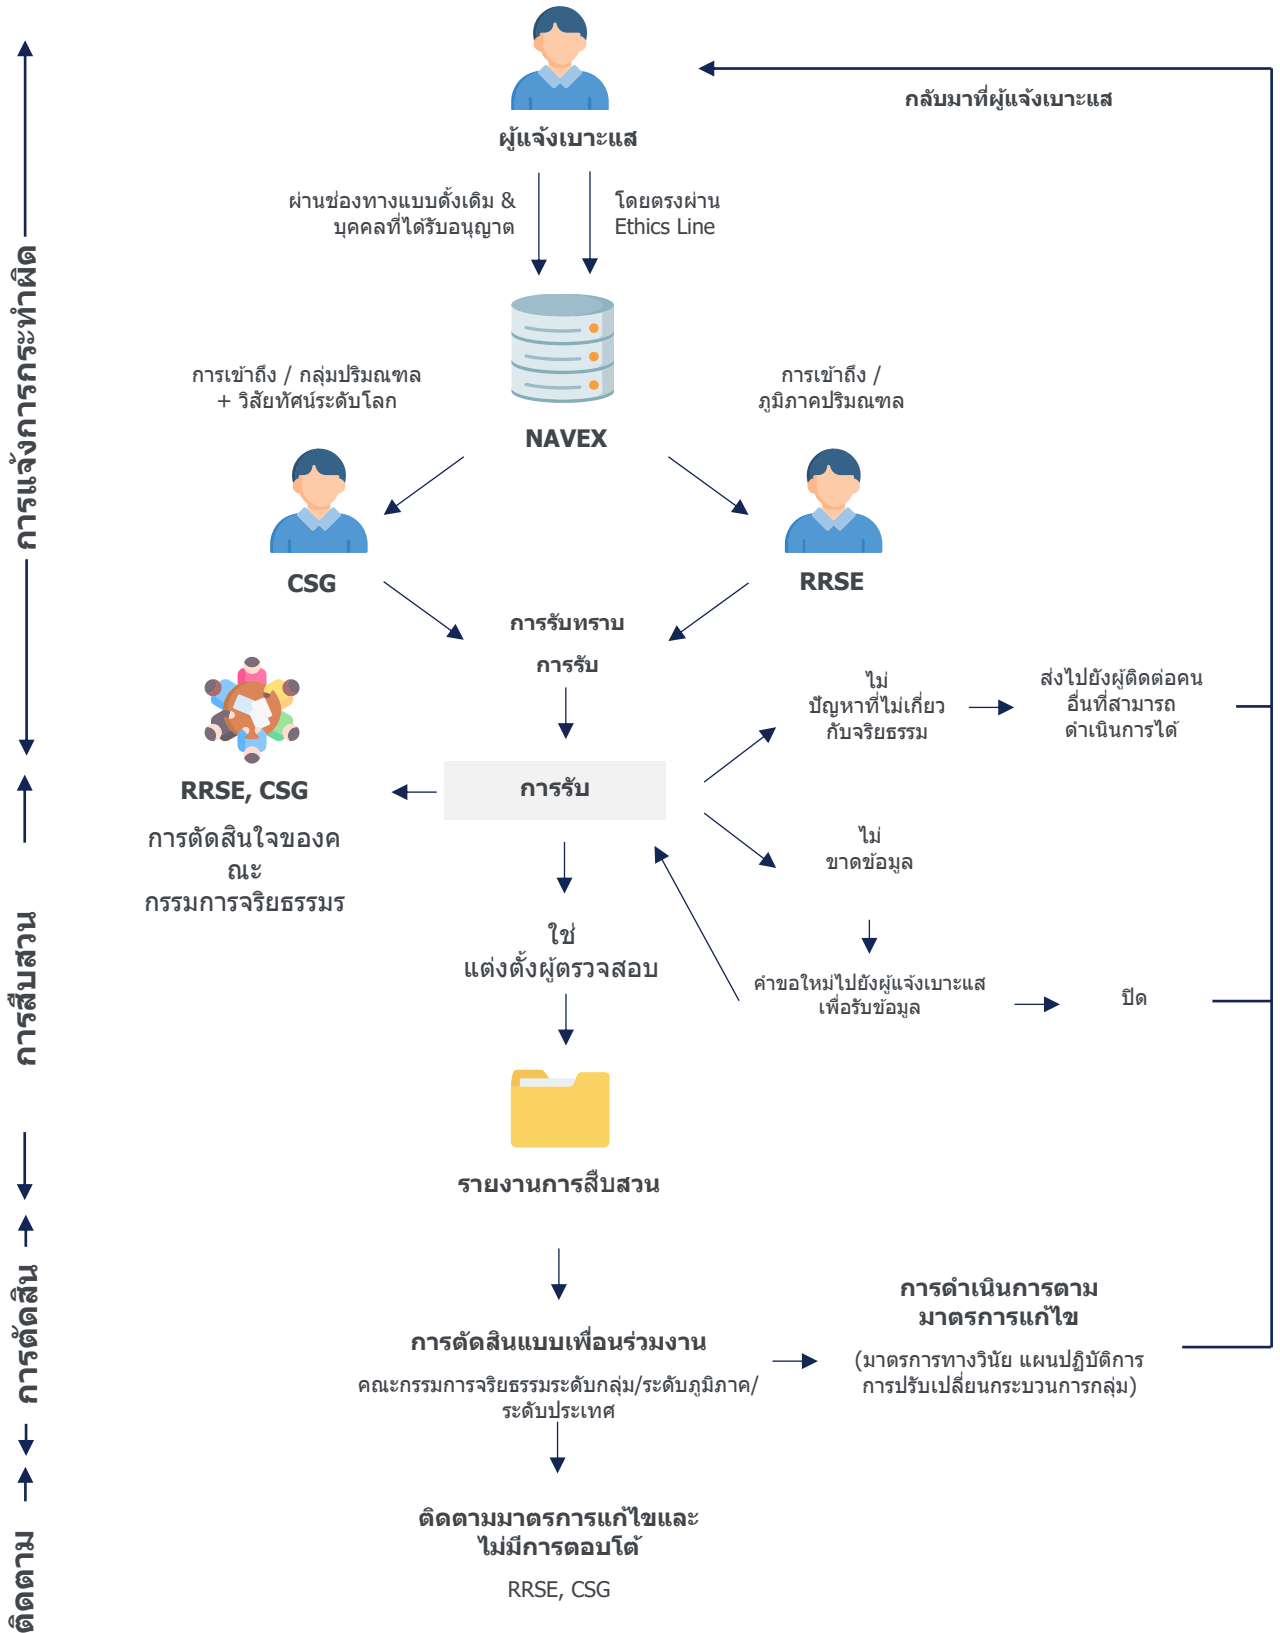 กลับมาที่ผู้แจ้งเบาะแส
ผู้แจ้งเบาะแส
ผ่านช่องทางแบบดั้งเดิม &
บุคคลที่ได้รับอนุญาต
โดยตรงผ่าน
Ethics Line
การแจ้งการกระทำผิด
การเข้าถึง / กลุ่มปริมณฑล
+ วิสัยทัศน์ระดับโลก
การเข้าถึง /
ภูมิภาคปริมณฑล
NAVEX
CSG
RRSE
การรับทราบ
การรับ
ไม่
ปัญหาที่ไม่เกี่ยว
กับจริยธรรม
ส่งไปยังผู้ติดต่อคน
อื่นที่สามารถ
ดำเนินการได้
RRSE, CSG
การตัดสินใจของค
ณะ
กรรมการจริยธรรมร
การรับ
ไม่
ขาดข้อมูล
การสืบสวน
ใช่
แต่งตั้งผู้ตรวจสอบ
คำขอใหม่ไปยังผู้แจ้งเบาะแส
เพื่อรับข้อมูล
ปิด
รายงานการสืบสวน
การตัดสิน
การตัดสินแบบเพื่อนร่วมงาน
คณะกรรมการจริยธรรมระดับกลุ่ม/ระดับภูมิภาค/
ระดับประเทศ
การดำเนินการตาม
มาตรการแก้ไข
(มาตรการทางวินัย แผนปฏิบัติการ
การปรับเปลี่ยนกระบวนการกลุ่ม)
ติดตาม
ติดตามมาตรการแก้ไขและ
ไม่มีการตอบโต้
RRSE, CSG